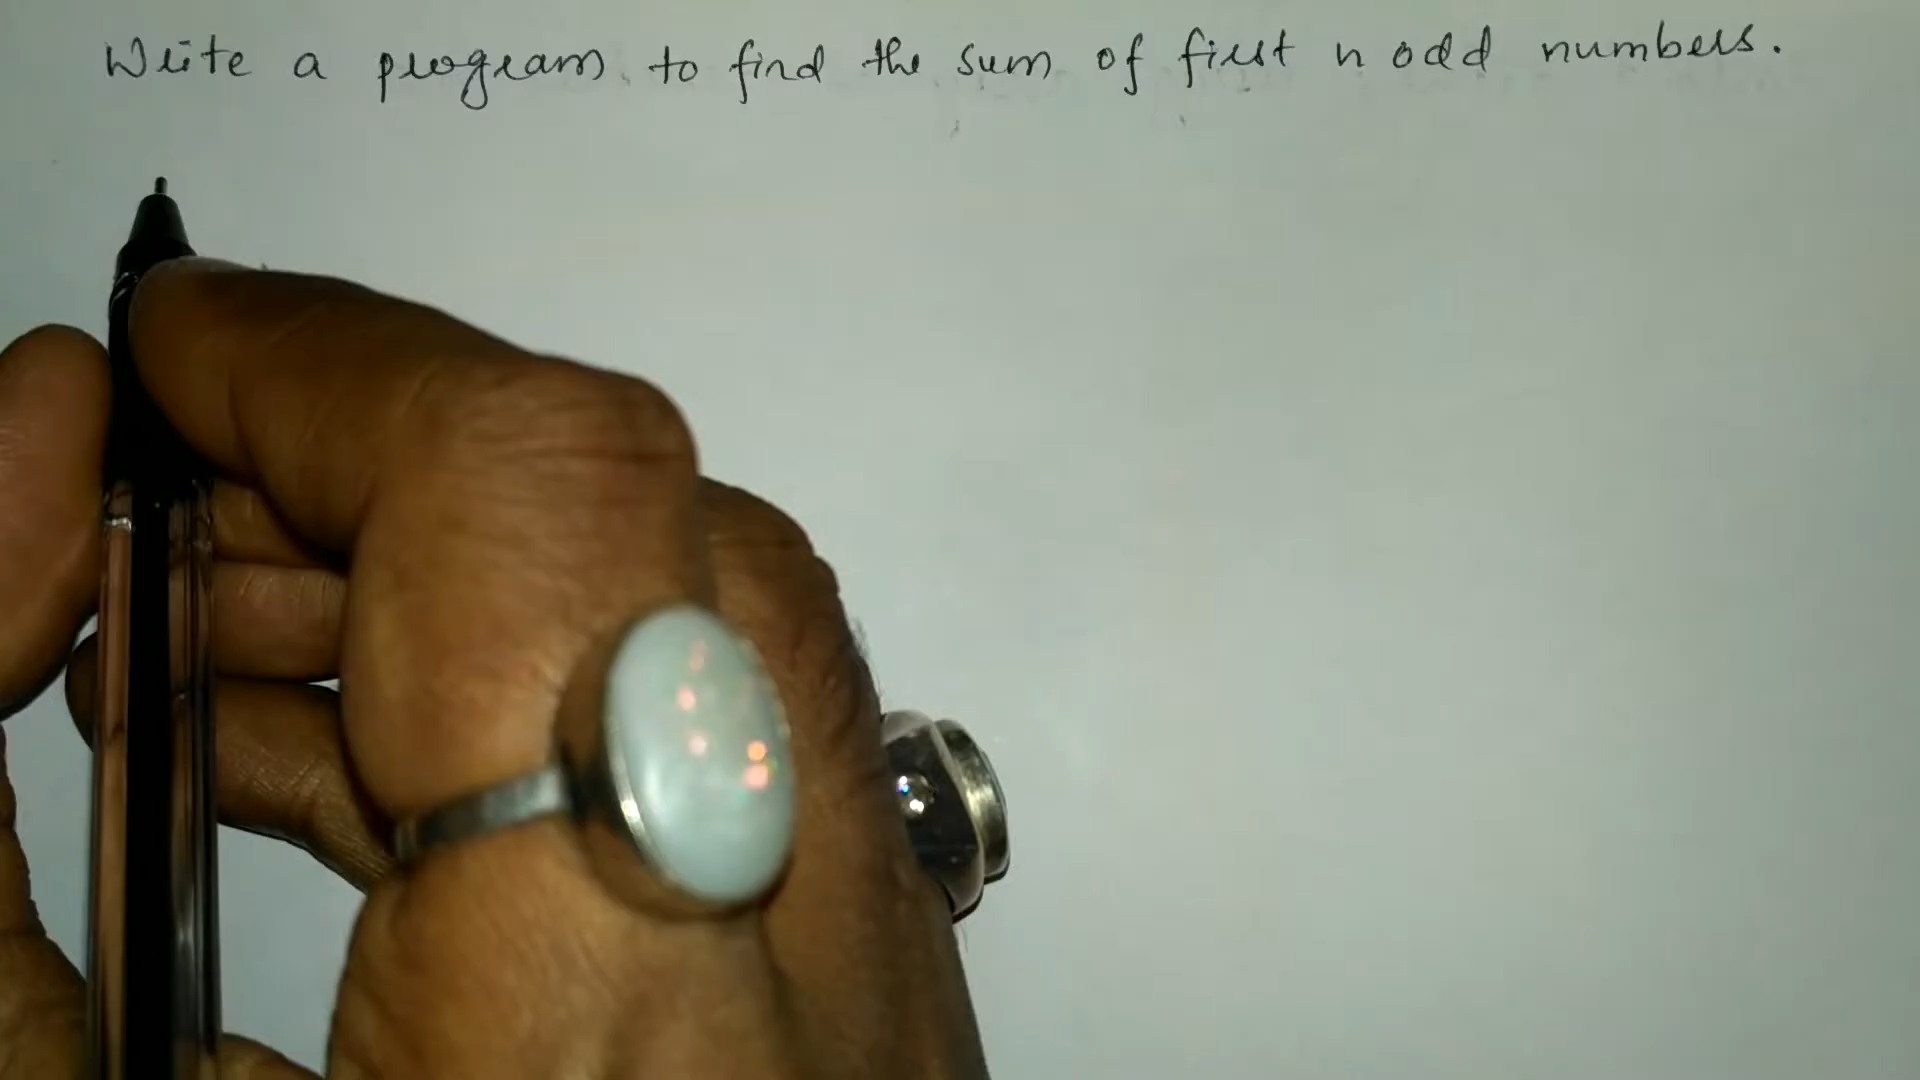 Write a program to find the sum of first n odd numbers.